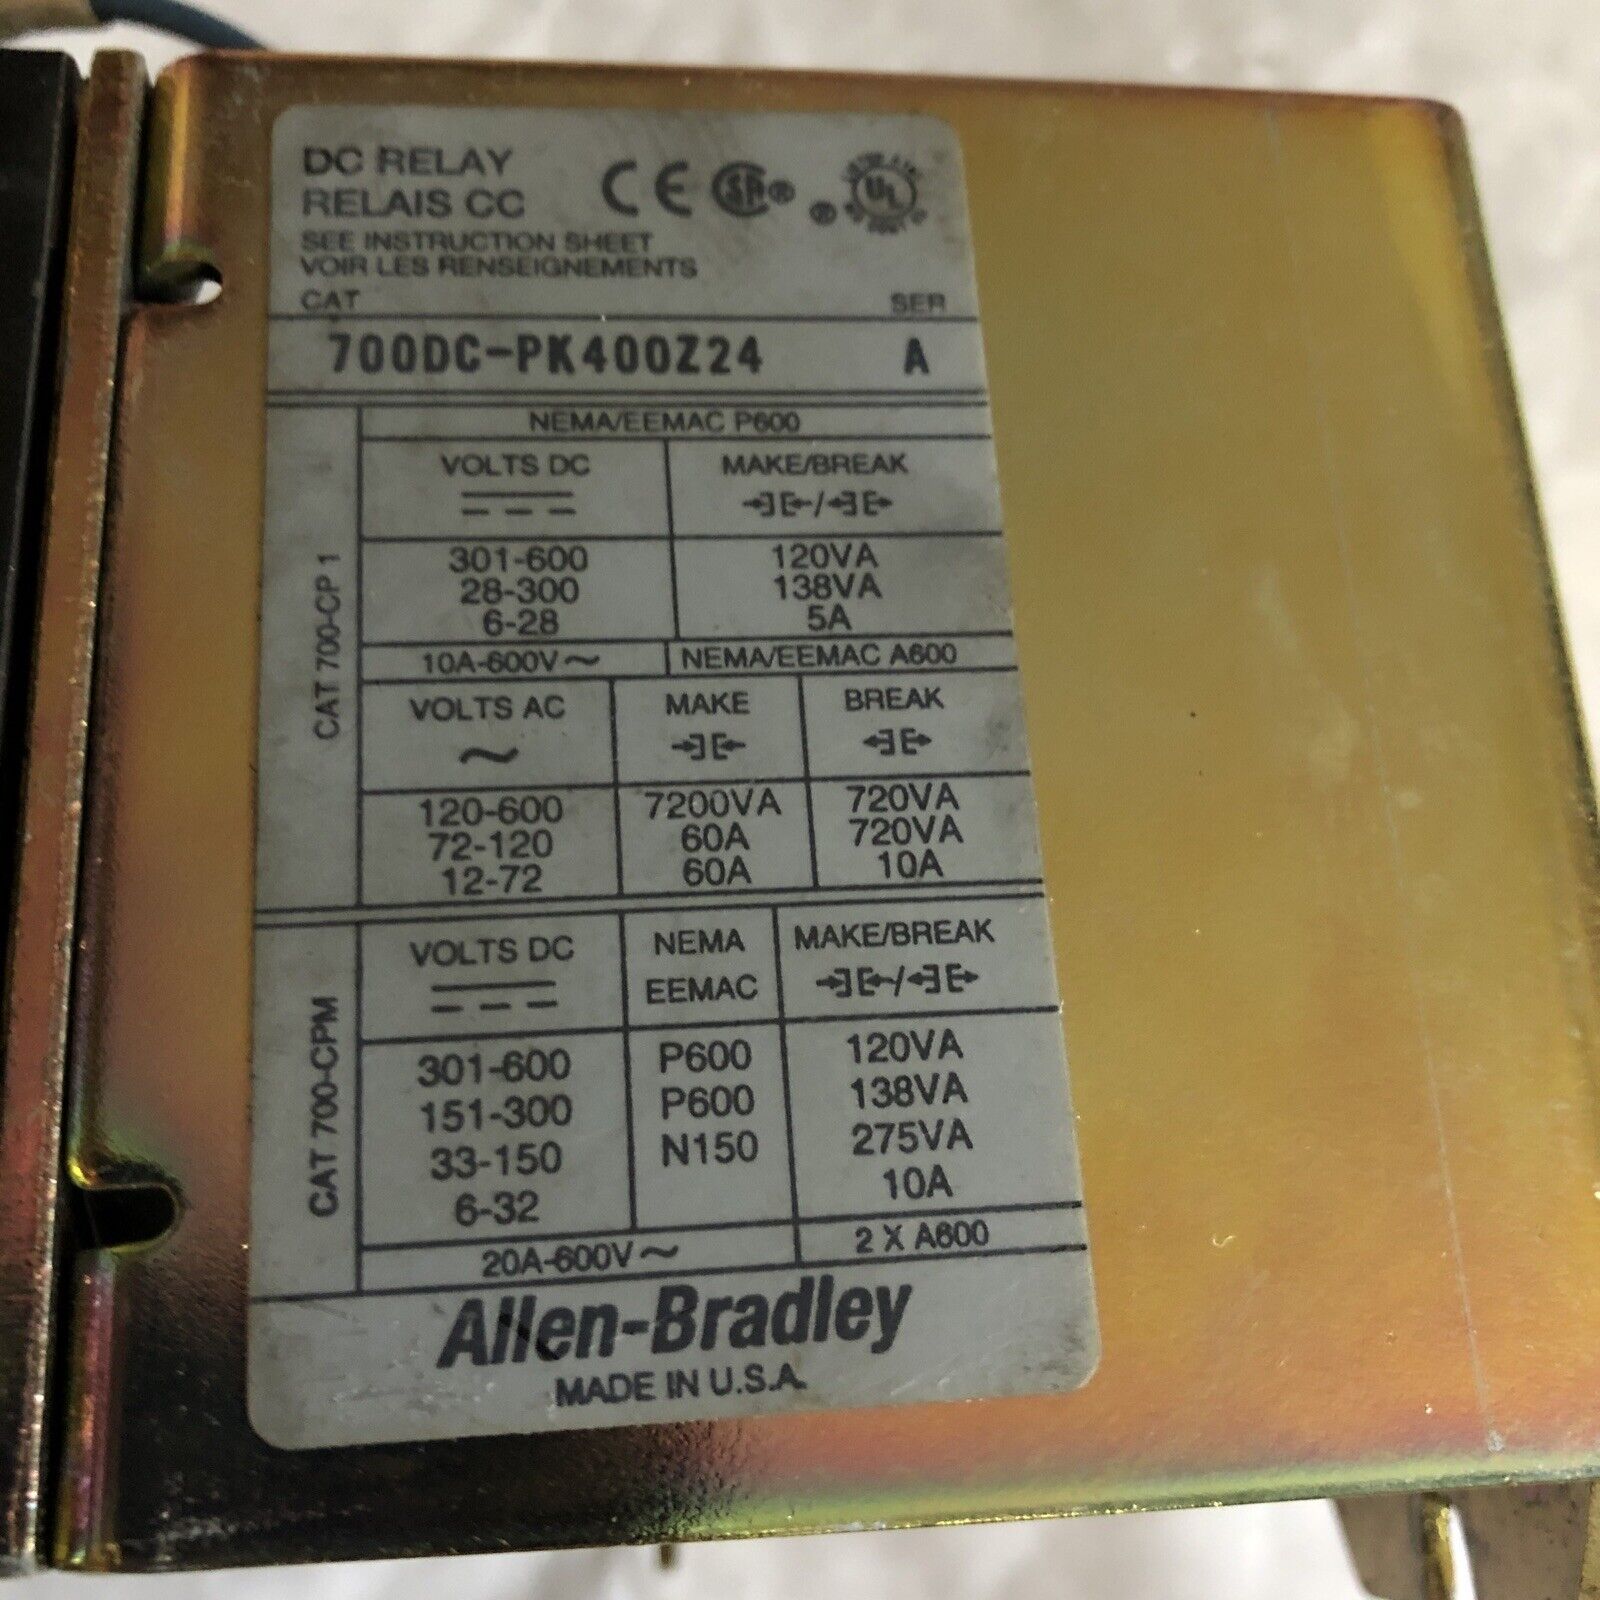 DC RELAY
RELAIS CC
CE SA® ® UL
SEE INSTRUCTION SHEET
VOIR LES RENSEIGNEMENTS
CAT SER
700DC-PK400Z24 A
CAT 700-CP 1
NEMA/EEMAC P600
VOLTS DC MAKE/BREAK
301-600 120VA
28-300 138VA
6-28 5A
10A-600V~ NEMA/EEMAC A600
VOLTS AC MAKE BREAK
~
120-600 7200VA 720VA
72-120 60A 720VA
12-72 60A 10A
CAT 700-CPM
VOLTS DC NEMA EEMAC MAKE/BREAK
301-600 P600 120VA
151-300 P600 138VA
33-150 N150 275VA
6-32 10A
20A-600V~ 2 X A600
Allen-Bradley
MADE IN U.S.A.